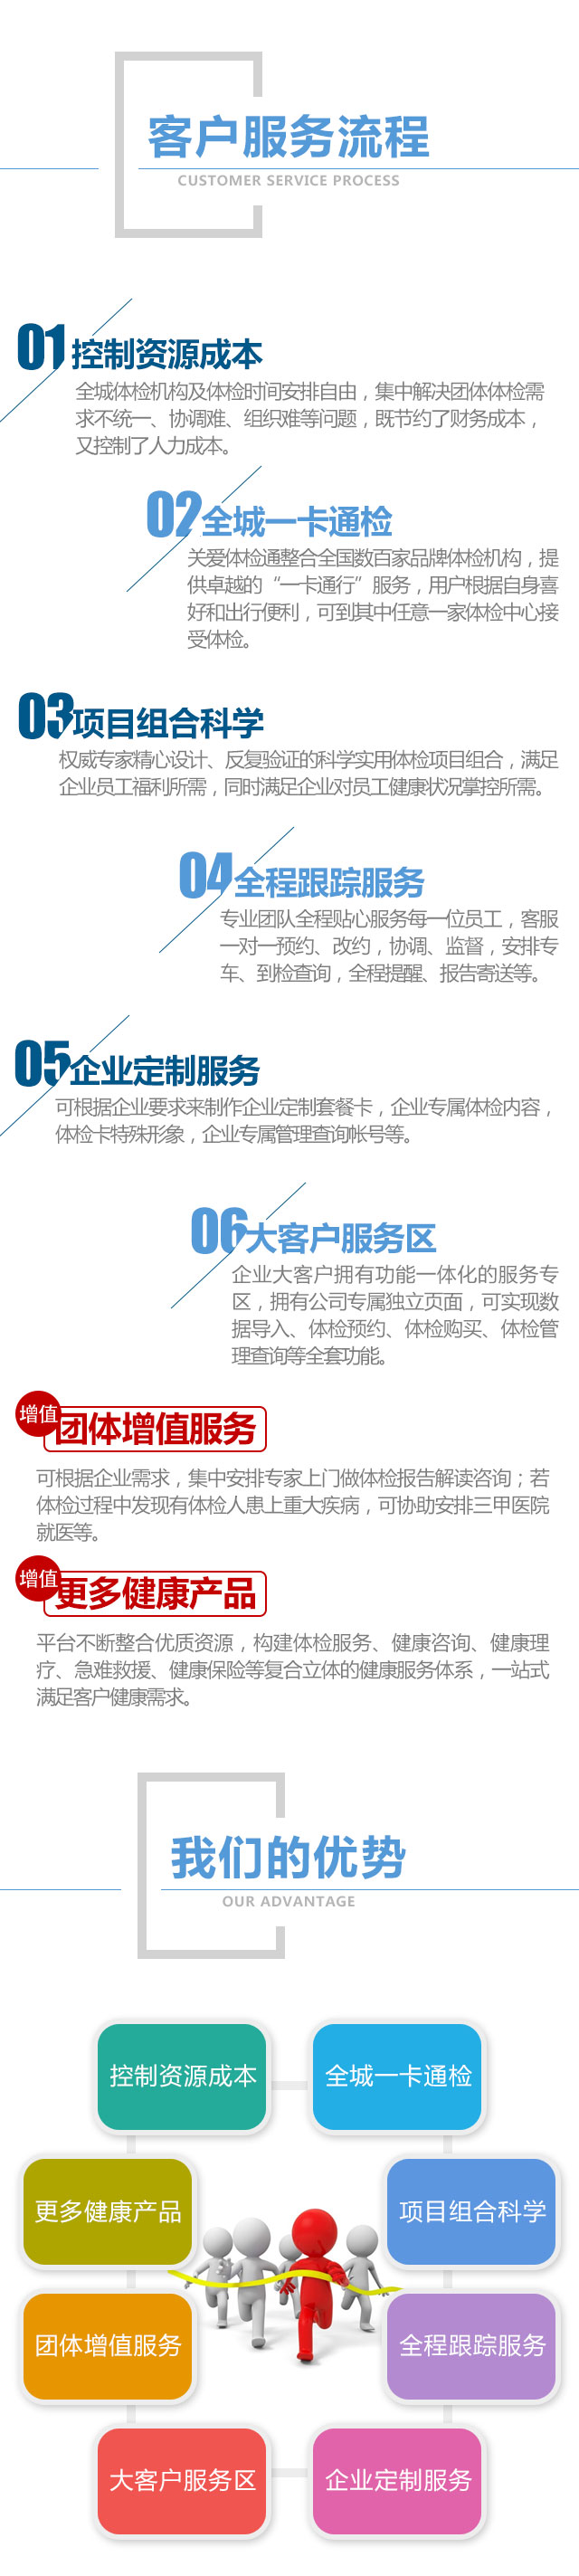 客户服务流程
CUSTOMER SERVICE PROCESS
01 控制资源成本
全城体检机构及体检时间安排自由，集中解决团体体检需
求不统一、协调难、组织难等问题，既节约了财务成本，
又控制了人力成本。
02 全城一卡通检
关爱体检通整合全国数百家品牌体检机构，提
供卓越的“一卡通行”服务，用户根据自身喜
好和出行便利，可到其中任意一家体检中心接
受体检。
03 项目组合科学
权威专家精心设计、反复验证的科学实用体检项目组合，满足
企业员工福利所需，同时满足企业对员工健康状况掌控所需。
04 全程跟踪服务
专业团队全程贴心服务每一位员工，客服
一对一预约、改约，协调、监督，安排专
车、到检查询，全程提醒、报告寄送等。
05 企业定制服务
可根据企业要求来制作企业定制套餐卡，企业专属体检内容，
体检卡特殊形象，企业专属管理查询帐号等。
06 大客户服务区
企业大客户拥有功能一体化的服务专
区，拥有公司专属独立页面，可实现数
据导入、体检预约、体检购买、体检管
理查询等全套功能。
增值 团体增值服务
可根据企业需求，集中安排专家上门做体检报告解读咨询；若
体检过程中发现有体检人患上重大疾病，可协助安排三甲医院
就医等。
增值 更多健康产品
平台不断整合优质资源，构建体检服务、健康咨询、健康理
疗、急难救援、健康保险等复合立体的健康服务体系，一站式
满足客户健康需求。
我们的优势
OUR ADVANTAGE
控制资源成本
全城一卡通检
更多健康产品
项目组合科学
团体增值服务
全程跟踪服务
大客户服务区
企业定制服务